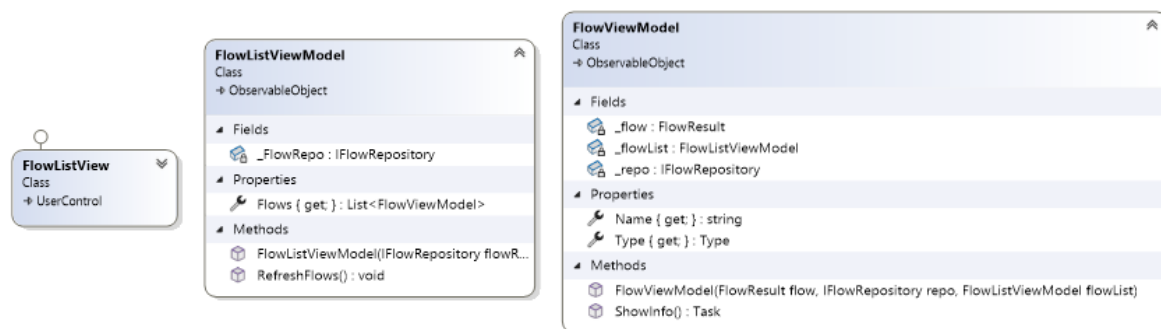 FlowListView
Class
UserControl
FlowListViewModel
Class
ObservableObject
Fields
_FlowRepo : IFlowRepository
Properties
Flows { get; } : List<FlowViewModel>
Methods
FlowListViewModel(IFlowRepository flowR...
RefreshFlows() : void
FlowViewModel
Class
ObservableObject
Fields
_flow : FlowResult
_flowList : FlowListViewModel
_repo : IFlowRepository
Properties
Name { get; } : string
Type { get; } : Type
Methods
FlowViewModel(FlowResult flow, IFlowRepository repo, FlowListViewModel flowList)
ShowInfo() : Task